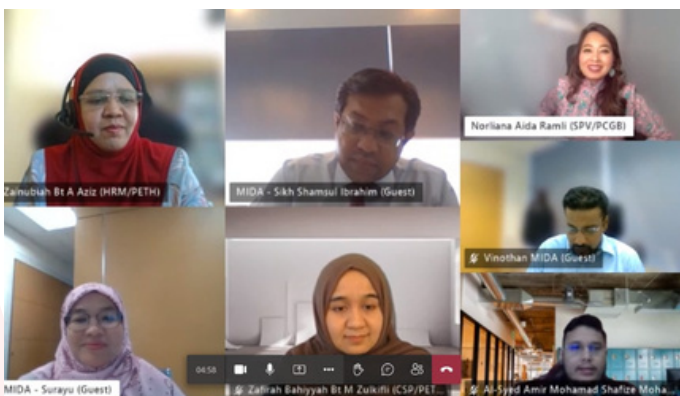 Zainubiah Bt A Aziz (HRM/PETH)
MIDA - Sikh Shamsul Ibrahim (Guest)
Norliana Aida Ramli (SPV/PCGB)
Vinothan MIDA (Guest)
MIDA - Surayu (Guest)
04:58
Zafirah Bahiyyah Bt M Zulkifli (CSP/PET...
Al-Syed Amir Mohamad Shafize Moha...